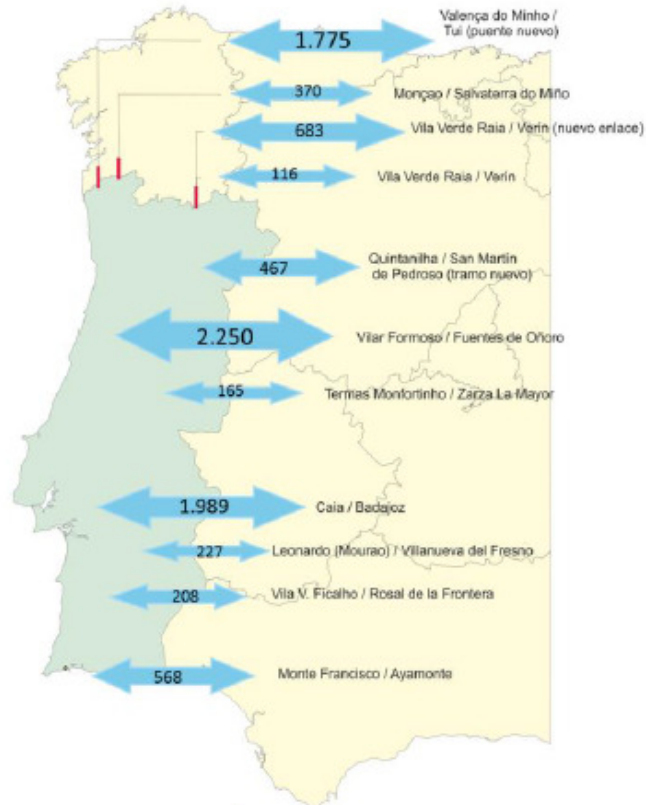 1.775
Valença do Minho /
Tui (puente nuevo)
370
Monçao / Salvaterra do Miño
683
Vila Verde Raia / Verín (nuevo enlace)
116
Vila Verde Raia / Verín
467
Quintanilha / San Martín
de Pedroso (tramo nuevo)
2.250
Vilar Formoso / Fuentes de Oñoro
165
Termas Monfortinho / Zarza La Mayor
1.989
Caia / Badajoz
227
Leonardo (Mourao) / Villanueva del Fresno
208
Vila V. Ficalho / Rosal de la Frontera
568
Monte Francisco / Ayamonte